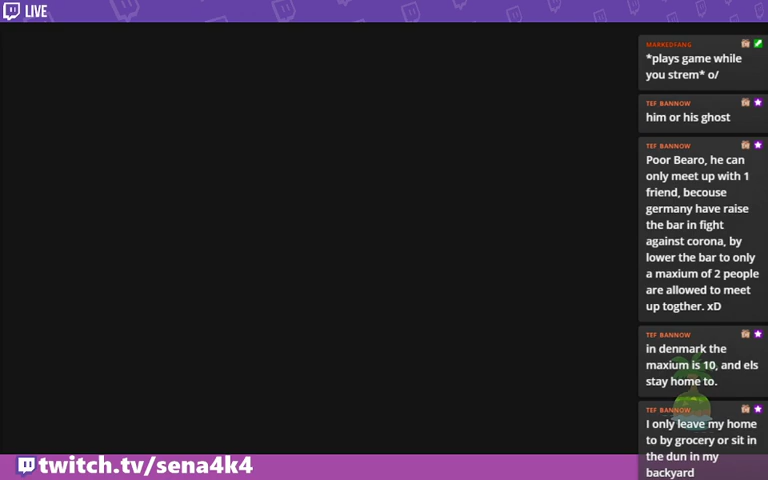 LIVE
MARKEDFANG
*plays game while
you strem* o/
TEF BANNOW
him or his ghost
TEF BANNOW
Poor Bearo, he can
only meet up with 1
friend, becouse
germany have raise
the bar in fight
against corona, by
lower the bar to only
a maxium of 2 people
are allowed to meet
up togther. xD
TEF BANNOW
in denmark the
maxium is 10, and els
stay home to.
TEF BANNOW
I only leave my home
to by grocery or sit in
the dun in my
backyard
twitch.tv/sena4k4